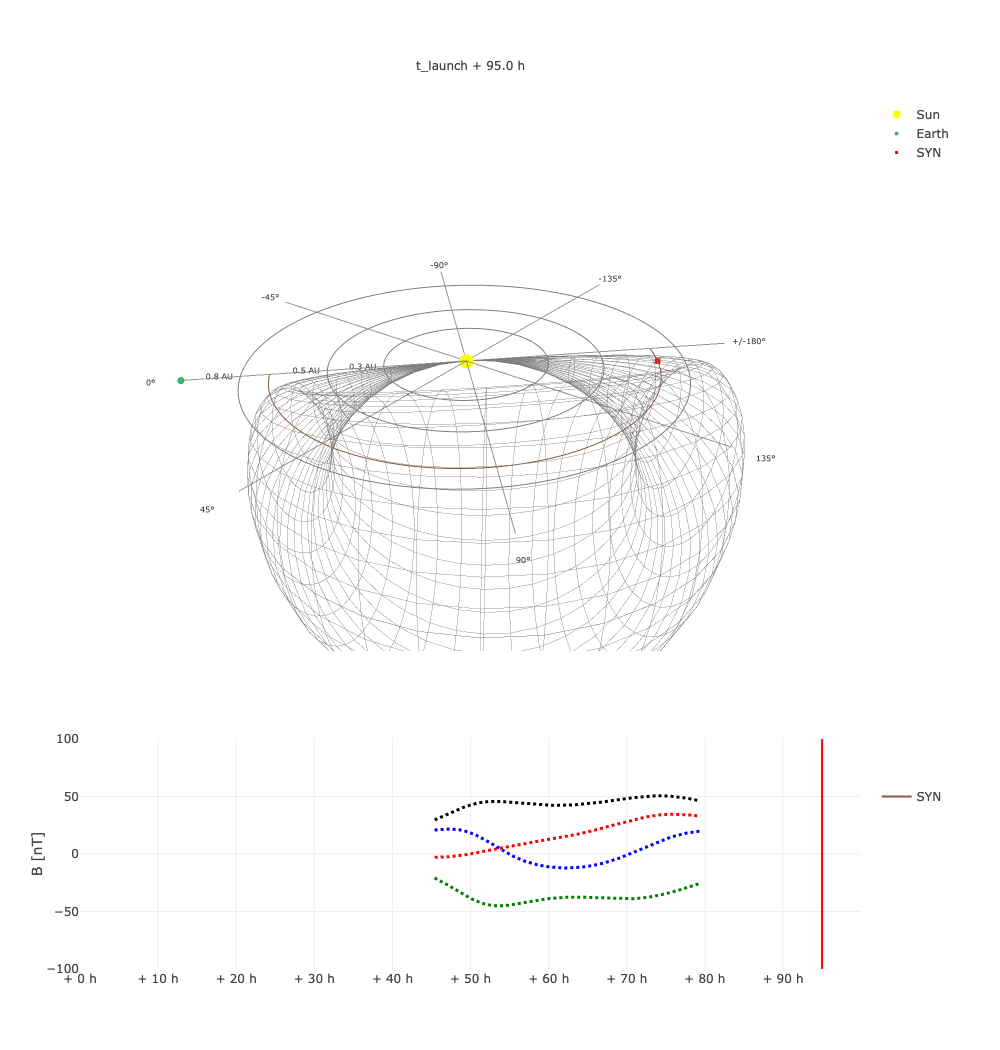 t_launch + 95.0 h
Sun
Earth
SYN
-90°
-135°
-45°
+/-180°
0°
0.8 AU
0.5 AU
0.3 AU
135°
45°
90°
100
50
0
−50
−100
B [nT]
+ 0 h
+ 10 h
+ 20 h
+ 30 h
+ 40 h
+ 50 h
+ 60 h
+ 70 h
+ 80 h
+ 90 h
SYN